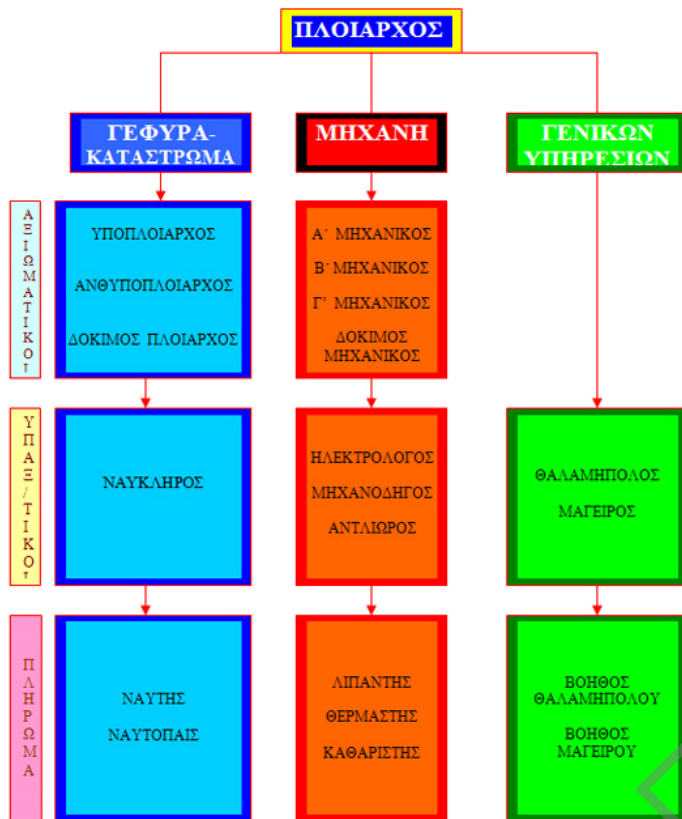 ΠΛΟΙΑΡΧΟΣ
ΓΕΦΥΡΑ-
ΚΑΤΑΣΤΡΩΜΑ
ΜΗΧΑΝΗ
ΓΕΝΙΚΩΝ
ΥΠΗΡΕΣΙΩΝ
ΑΞΙΩΜΑΤΙΚΟΙ
ΥΠΟΠΛΟΙΑΡΧΟΣ
ΑΝΘΥΠΟΠΛΟΙΑΡΧΟΣ
ΔΟΚΙΜΟΣ ΠΛΟΙΑΡΧΟΣ
Α΄ ΜΗΧΑΝΙΚΟΣ
Β΄ ΜΗΧΑΝΙΚΟΣ
Γ΄ ΜΗΧΑΝΙΚΟΣ
ΔΟΚΙΜΟΣ
ΜΗΧΑΝΙΚΟΣ
ΥΠΑΞ/ΤΙΚΟΙ
ΝΑΥΚΛΗΡΟΣ
ΗΛΕΚΤΡΟΛΟΓΟΣ
ΜΗΧΑΝΟΔΗΓΟΣ
ΑΝΤΛΙΩΡΟΣ
ΘΑΛΑΜΗΠΟΛΟΣ
ΜΑΓΕΙΡΟΣ
ΠΛΗΡΩΜΑ
ΝΑΥΤΗΣ
ΝΑΥΤΟΠΑΙΣ
ΛΙΠΑΝΤΗΣ
ΘΕΡΜΑΣΤΗΣ
ΚΑΘΑΡΙΣΤΗΣ
ΒΟΗΘΟΣ
ΘΑΛΑΜΗΠΟΛΟΥ
ΒΟΗΘΟΣ
ΜΑΓΕΙΡΟΥ